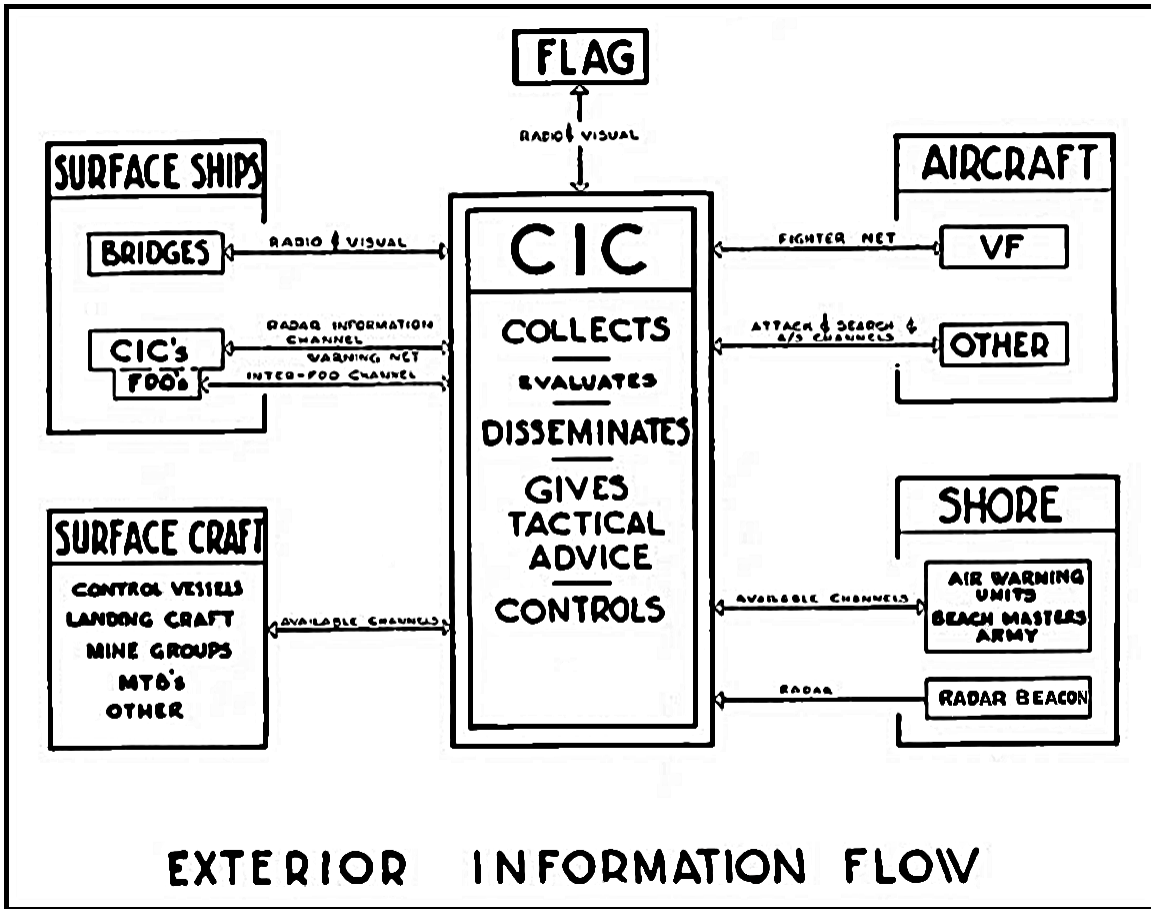 FLAG
RADIO & VISUAL
SURFACE SHIPS
BRIDGES
RADIO & VISUAL
CIC's
FDO's
RADAR INFORMATION
CHANNEL
WARNING NET
INTER-FDO CHANNEL
SURFACE CRAFT
CONTROL VESSELS
LANDING CRAFT
MINE GROUPS
MTB's
OTHER
AVAILABLE CHANNELS
CIC
COLLECTS
EVALUATES
DISSEMINATES
GIVES
TACTICAL
ADVICE
CONTROLS
AIRCRAFT
FIGHTER NET
VF
ATTACK & SEARCH &
A/S CHANNELS
OTHER
SHORE
AVAILABLE CHANNELS
AIR WARNING
UNITS
BEACH MASTERS
ARMY
RADAR
RADAR BEACON
EXTERIOR INFORMATION FLOW